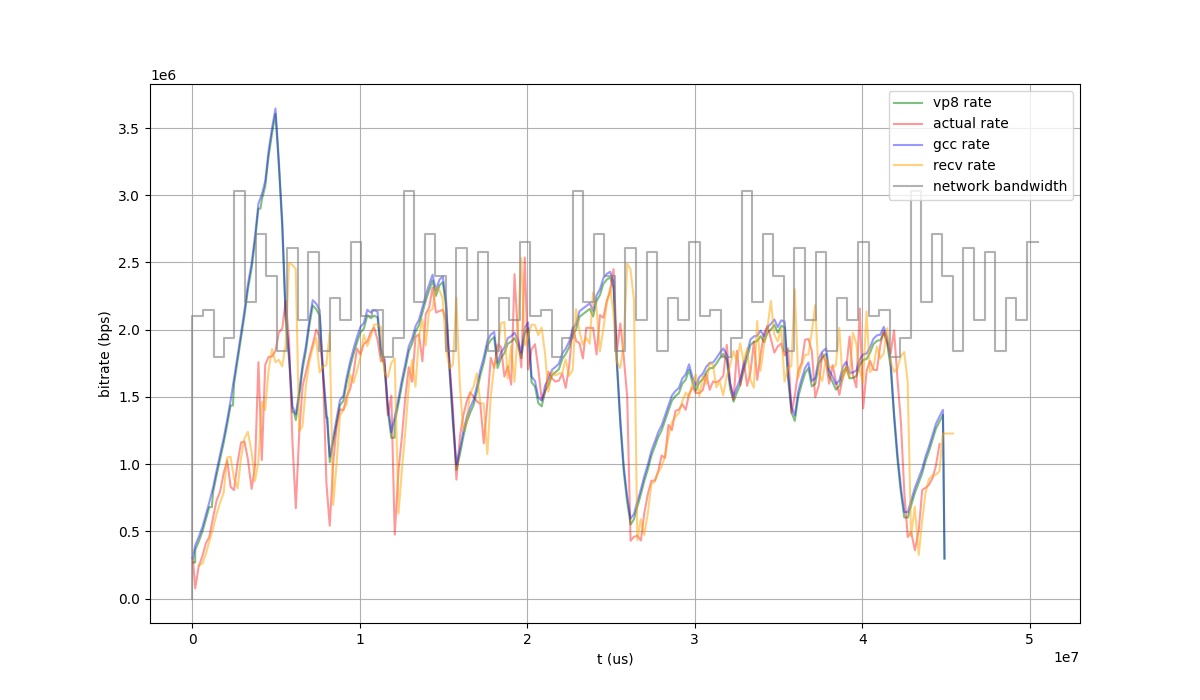 1e6
3.5
3.0
2.5
2.0
1.5
1.0
0.5
0.0
bitrate (bps)
vp8 rate
actual rate
gcc rate
recv rate
network bandwidth
0
1
2
3
4
5
t (us)
1e7